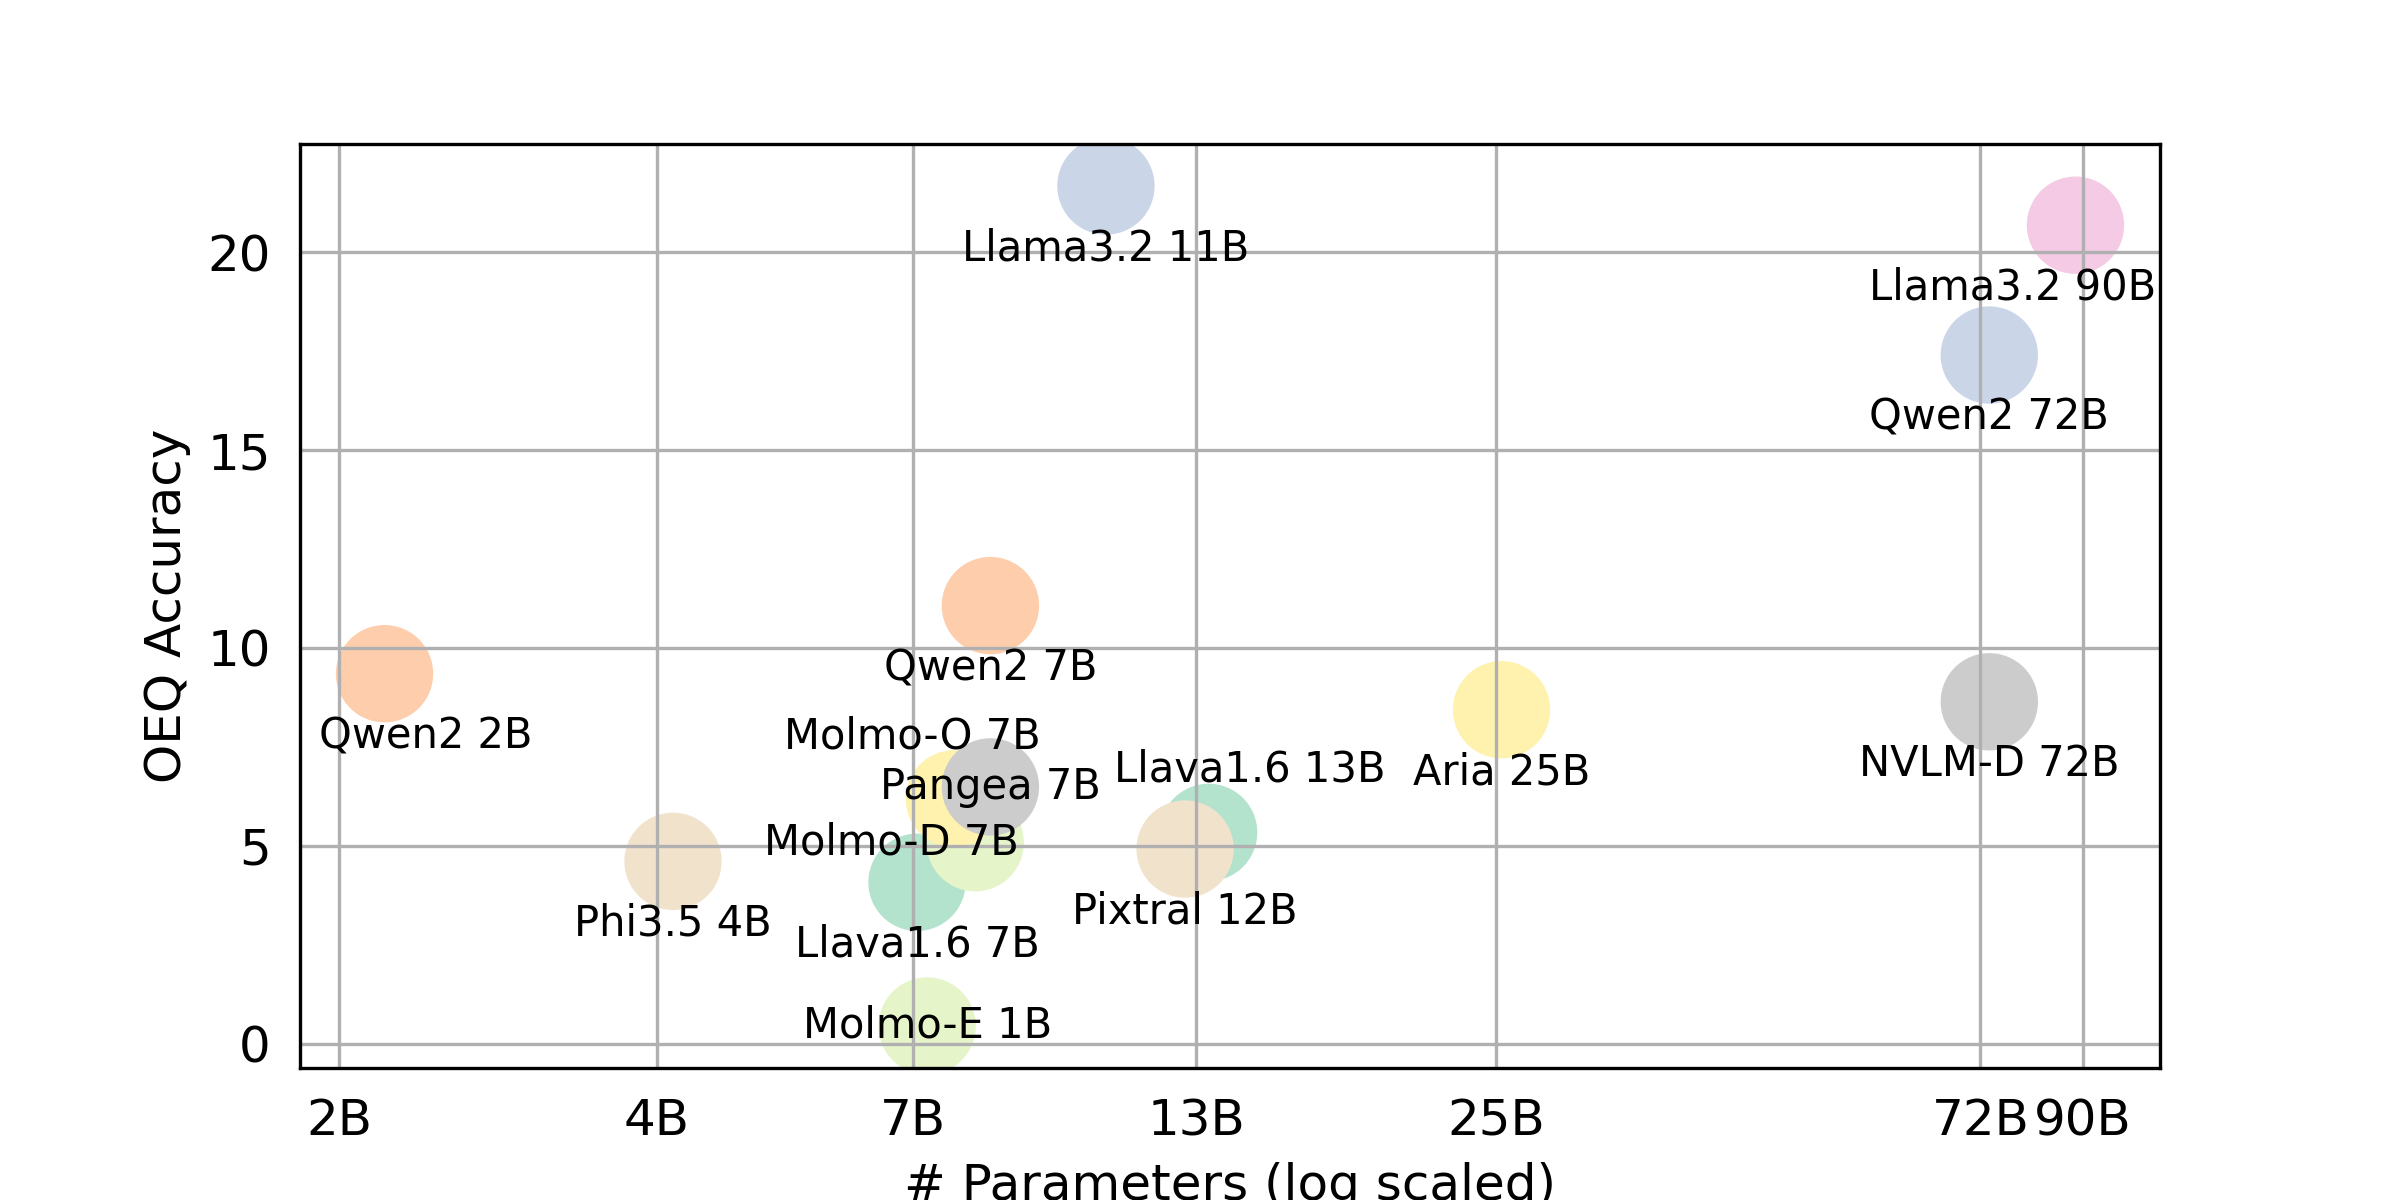 OEQ Accuracy
20
15
10
5
0
Llama3.2 11B
Llama3.2 90B
Qwen2 72B
Qwen2 7B
Qwen2 2B
Molmo-O 7B
Pangea 7B
Llava1.6 13B
Aria 25B
NVLM-D 72B
Molmo-D 7B
Phi3.5 4B
Pixtral 12B
Llava1.6 7B
Molmo-E 1B
2B
4B
7B
13B
25B
72B
90B
# Parameters (log scaled)